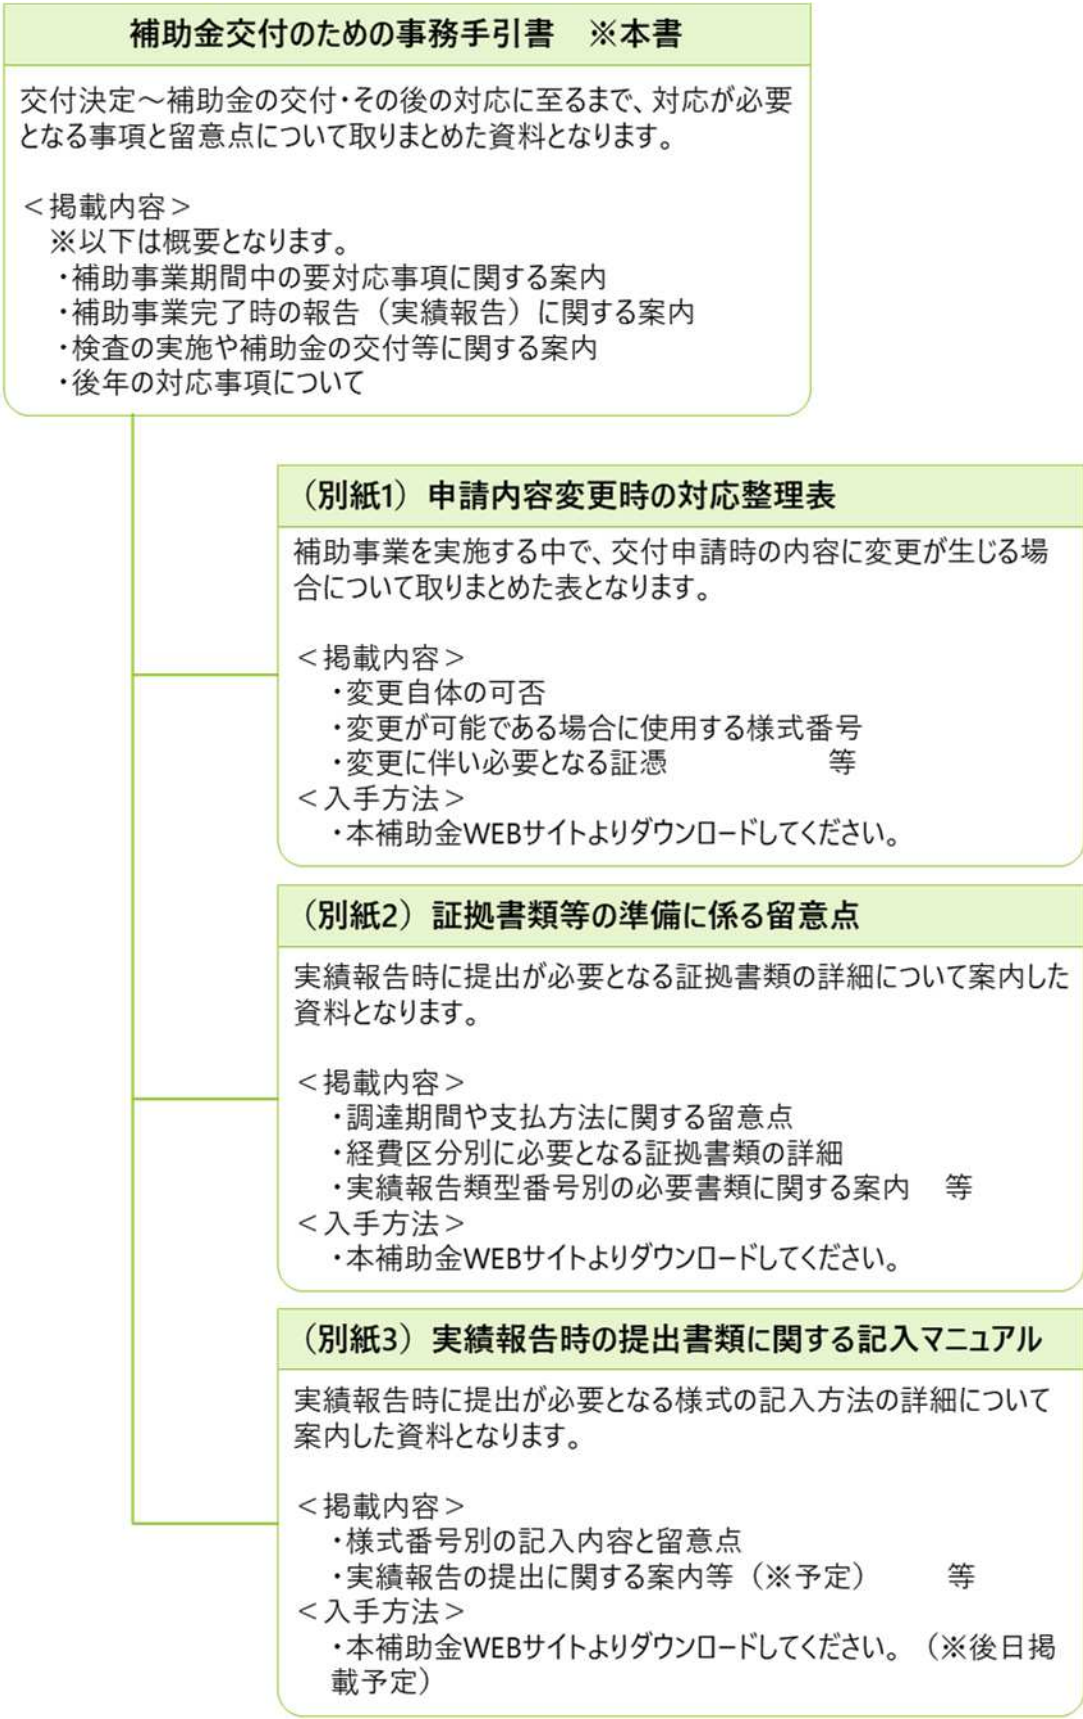 補助金交付のための事務手引書　※本書
交付決定～補助金の交付・その後の対応に至るまで、対応が必要
となる事項と留意点について取りまとめた資料となります。
＜掲載内容＞
※以下は概要となります。
・補助事業期間中の要対応事項に関する案内
・補助事業完了時の報告（実績報告）に関する案内
・検査の実施や補助金の交付等に関する案内
・後年の対応事項について
（別紙1）申請内容変更時の対応整理表
補助事業を実施する中で、交付申請時の内容に変更が生じる場
合について取りまとめた表となります。
＜掲載内容＞
・変更自体の可否
・変更が可能である場合に使用する様式番号
・変更に伴い必要となる証憑　等
＜入手方法＞
・本補助金WEBサイトよりダウンロードしてください。
（別紙2）証拠書類等の準備に係る留意点
実績報告時に提出が必要となる証拠書類の詳細について案内した
資料となります。
＜掲載内容＞
・調達期間や支払方法に関する留意点
・経費区分別に必要となる証拠書類の詳細
・実績報告類型番号別の必要書類に関する案内　等
＜入手方法＞
・本補助金WEBサイトよりダウンロードしてください。
（別紙3）実績報告時の提出書類に関する記入マニュアル
実績報告時に提出が必要となる様式の記入方法の詳細について
案内した資料となります。
＜掲載内容＞
・様式番号別の記入内容と留意点
・実績報告の提出に関する案内等（※予定）　等
＜入手方法＞
・本補助金WEBサイトよりダウンロードしてください。（※後日掲
載予定）